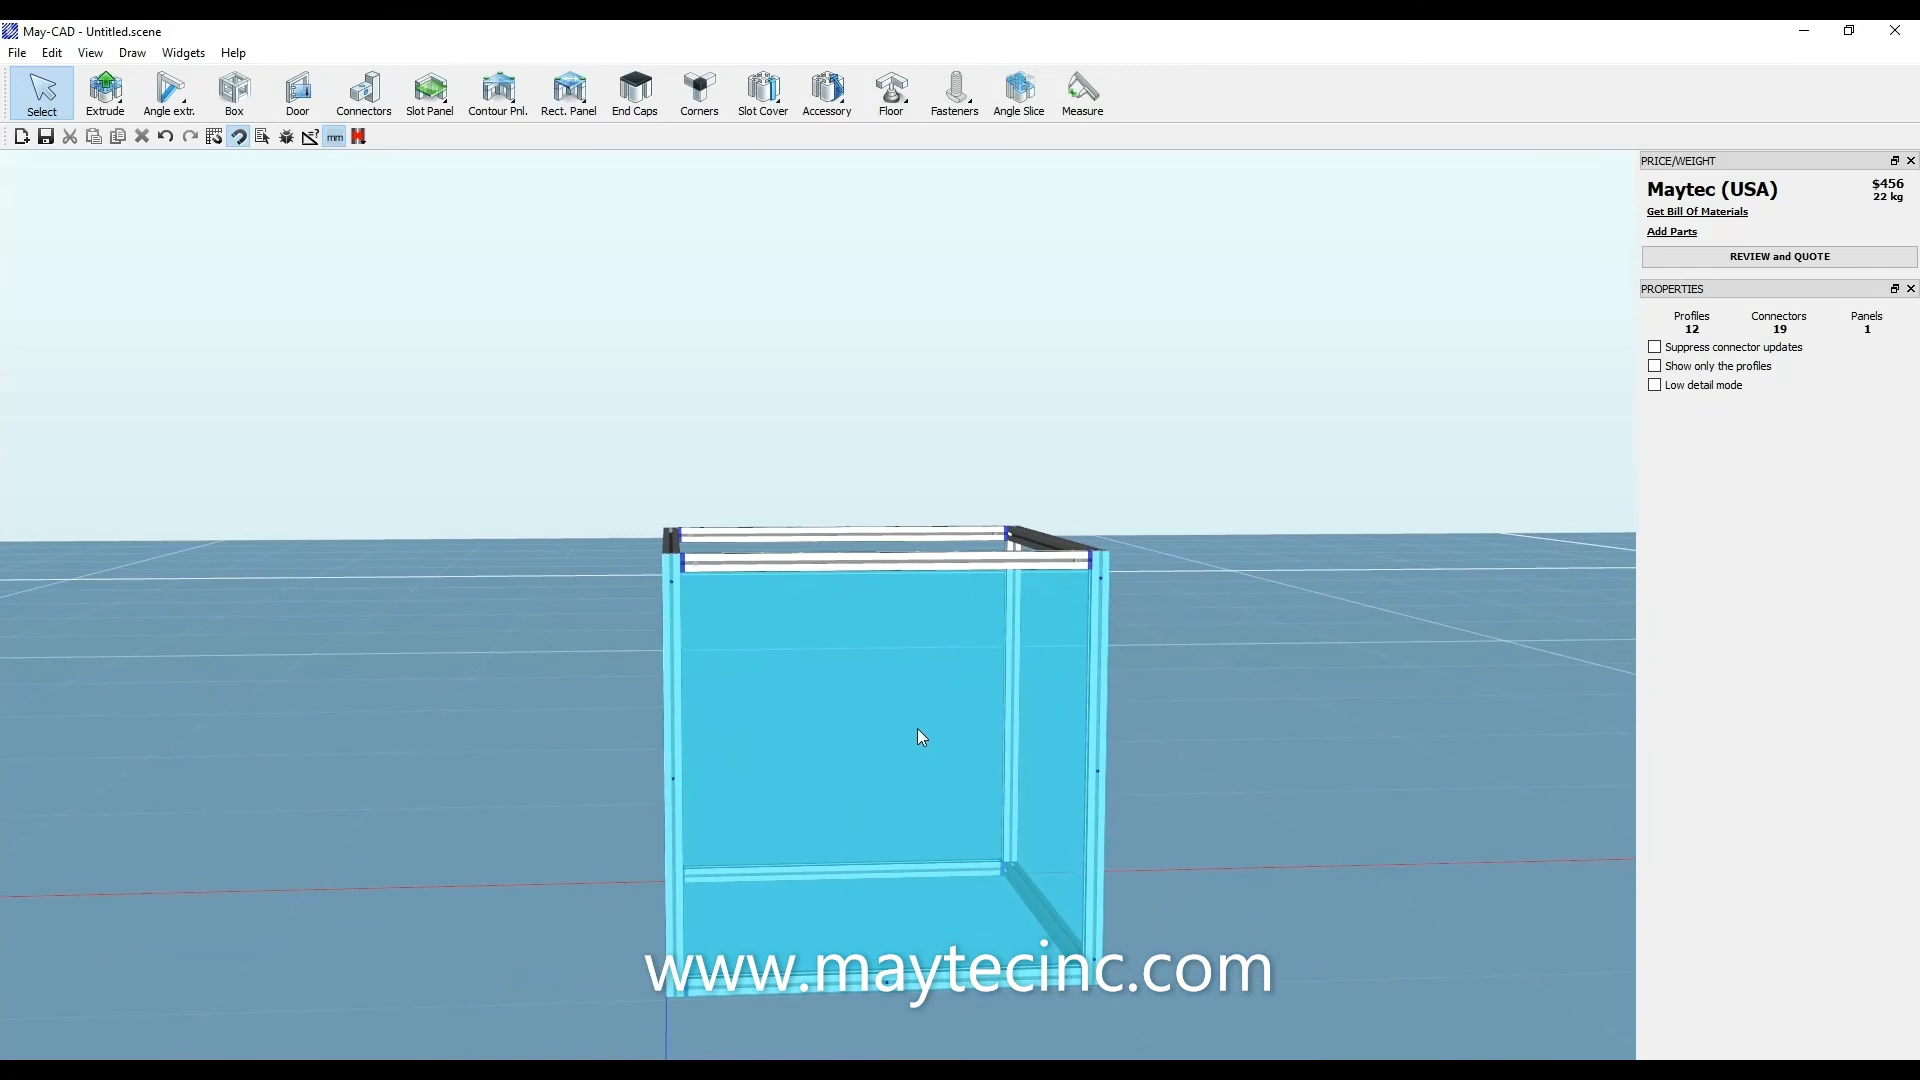 May-CAD - Untitled.scene
File Edit View Draw Widgets Help
Select Extrude Angle extr. Box Door Connectors Slot Panel Contour Pnl. Rect. Panel End Caps Corners Slot Cover Accessory Floor Fasteners Angle Slice Measure
mm
PRICE/WEIGHT
Maytec (USA) $456
22 kg
Get Bill Of Materials
Add Parts
REVIEW and QUOTE
PROPERTIES
Profiles Connectors Panels
12 19 1
Suppress connector updates
Show only the profiles
Low detail mode
www.maytecinc.com